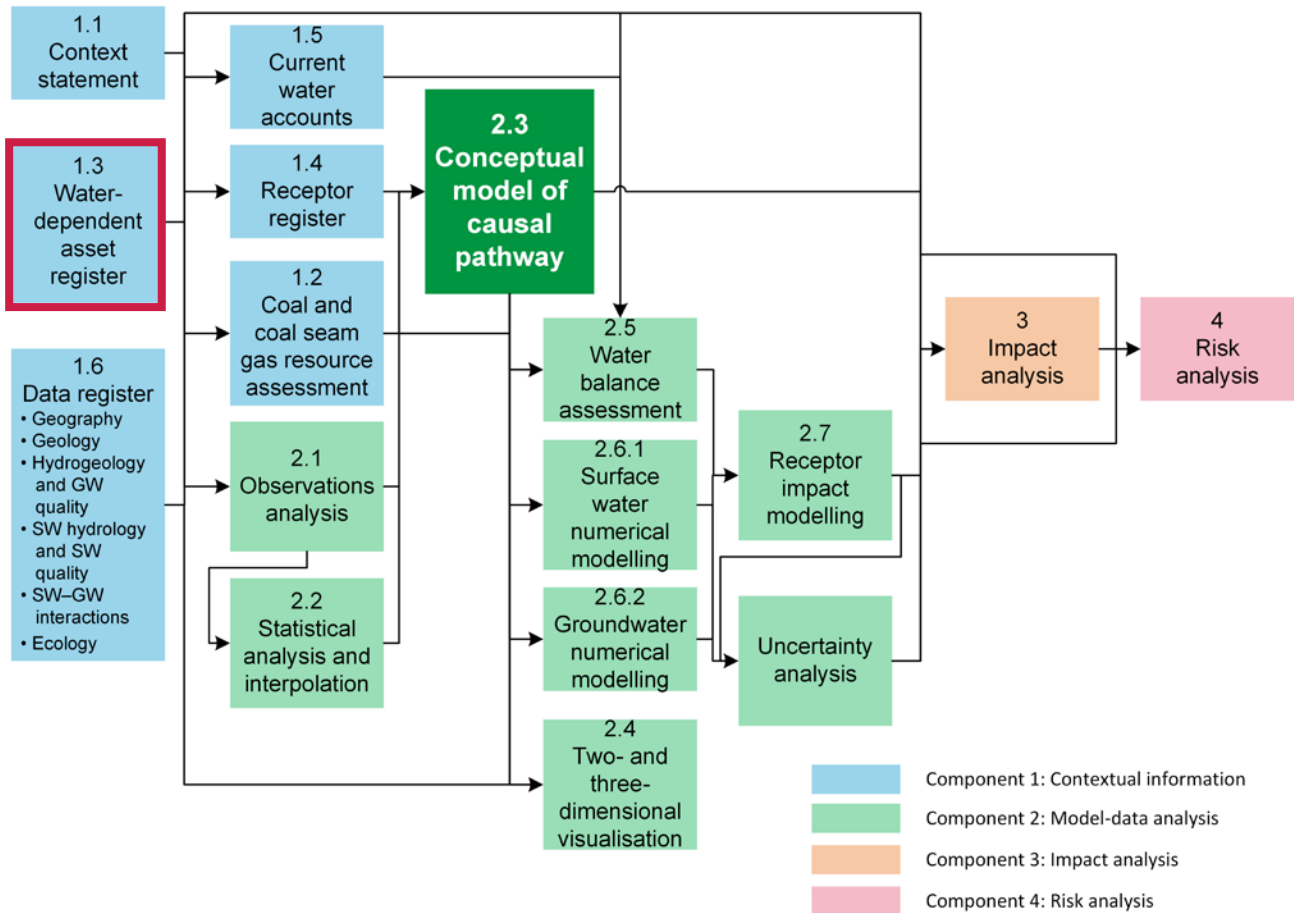 1.1
Context
statement
1.5
Current
water
accounts
1.3
Water-
dependent
asset
register
1.4
Receptor
register
2.3
Conceptual
model of
causal
pathway
1.2
Coal and
coal seam
gas resource
assessment
1.6
Data register
• Geography
• Geology
• Hydrogeology
and GW
quality
• SW hydrology
and SW
quality
• SW–GW
interactions
• Ecology
2.1
Observations
analysis
2.2
Statistical
analysis and
interpolation
2.5
Water
balance
assessment
2.6.1
Surface
water
numerical
modelling
2.6.2
Groundwater
numerical
modelling
2.4
Two- and
three-
dimensional
visualisation
2.7
Receptor
impact
modelling
Uncertainty
analysis
3
Impact
analysis
4
Risk
analysis
Component 1: Contextual information
Component 2: Model-data analysis
Component 3: Impact analysis
Component 4: Risk analysis